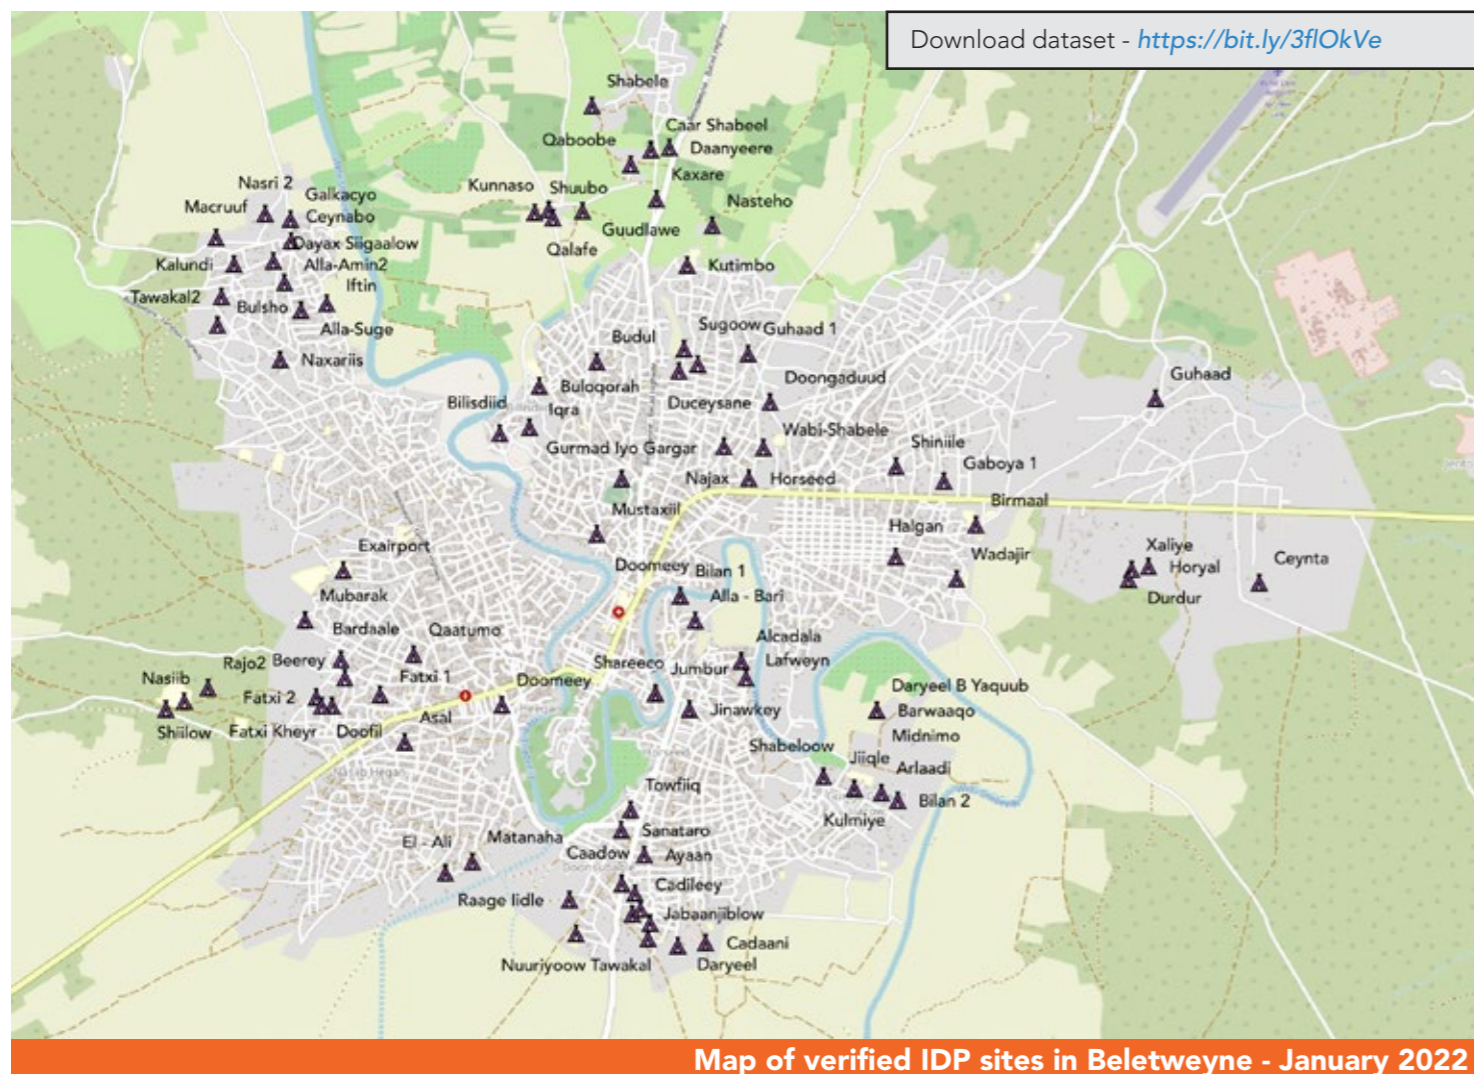 Download dataset - https://bit.ly/3flOkVe
Shabele
Caar Shabeel
Qaboobe
Daanyeere
Kaxare
Nasri 2
Galkacyo
Kunnaso
Shuubo
Nasteho
Macruuf
Ceynabo
Guudlawe
Dayax Siigaalow
Qalafe
Kalundi
Alla-Amin2
Kutimbo
Iftin
Tawakal2
Bulsho
Alla-Suge
Sugoow
Guhaad 1
Budul
Naxariis
Guhaad
Doongaduud
Buloqorah
Bilisdiid
Iqra
Duceysane
Wabi-Shabele
Shiniile
Gurmad Iyo Gargar
Gaboya 1
Najax
Horseed
Birmaal
Mustaxiil
Halgan
Exairport
Xaliye
Wadajir
Ceynta
Doomeey
Bilan 1
Horyal
Mubarak
Alla - Bari
Durdur
Bardaale
Qaatumo
Alcadala
Rajo2
Beerey
Shareeco
Jumbur
Lafweyn
Nasiib
Fatxi 1
Doomeey
Daryeel B Yaquub
Fatxi 2
Asal
Jinawkey
Barwaaqo
Shiilow
Fatxi Kheyr
Doofil
Midnimo
Shabeloow
Jiiqle
Arlaadi
Nasib Hegan
Horseed
Towfiiq
Bilan 2
Kulmiye
El - Ali
Matanaha
Sanataro
Caadow
Ayaan
Cadileey
Raage Iidle
Jabaanjiblow
Cadaani
Nuuriyoow
Tawakal
Daryeel
Map of verified IDP sites in Beletweyne - January 2022